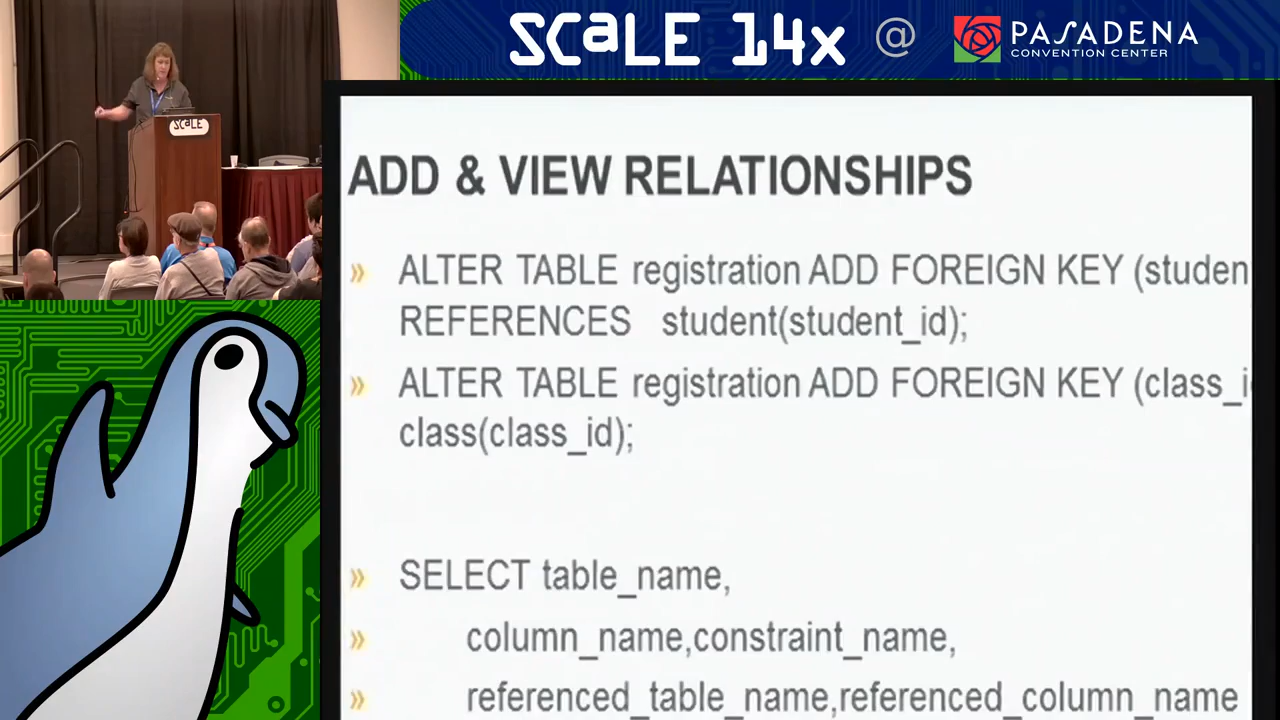 SCaLE 14x @ PASADENA
CONVENTION CENTER
SCaLE
ADD & VIEW RELATIONSHIPS
» ALTER TABLE registration ADD FOREIGN KEY (studen
REFERENCES student(student_id);
» ALTER TABLE registration ADD FOREIGN KEY (class_i
class(class_id);
» SELECT table_name,
» column_name,constraint_name,
» referenced_table_name,referenced_column_name